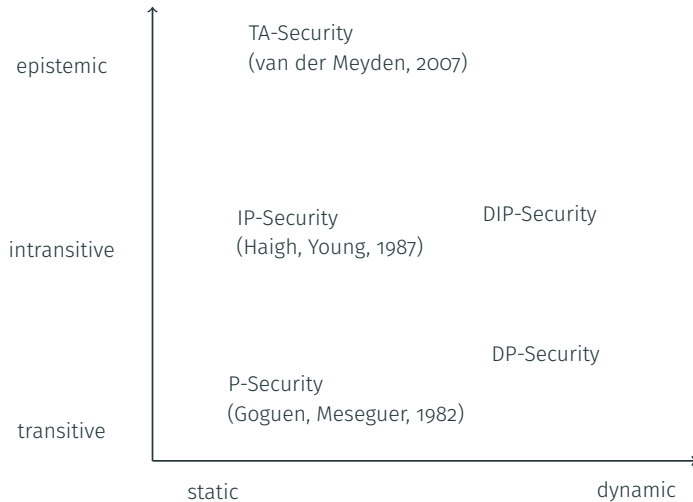 TA-Security
(van der Meyden, 2007)
epistemic
IP-Security
(Haigh, Young, 1987)
DIP-Security
intransitive
DP-Security
P-Security
(Goguen, Meseguer, 1982)
transitive
static
dynamic